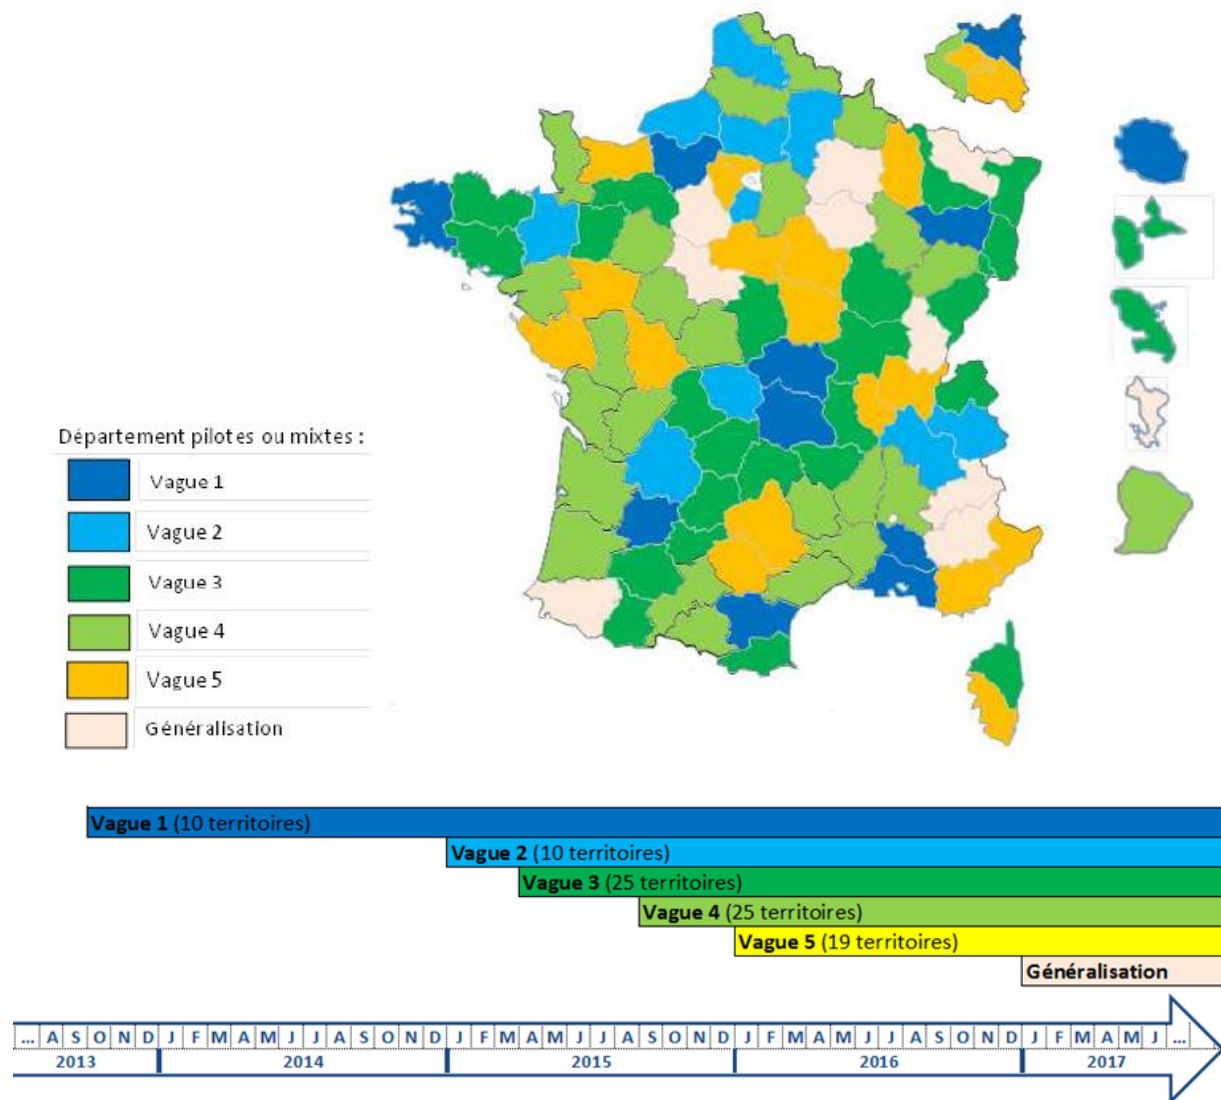 Département pilotes ou mixtes :
Vague 1
Vague 2
Vague 3
Vague 4
Vague 5
Généralisation
Vague 1 (10 territoires)
Vague 2 (10 territoires)
Vague 3 (25 territoires)
Vague 4 (25 territoires)
Vague 5 (19 territoires)
Généralisation
... A S O N D J F M A M J J A S O N D J F M A M J J A S O N D J F M A M J J A S O N D J F M A M J ...
2013 2014 2015 2016 2017